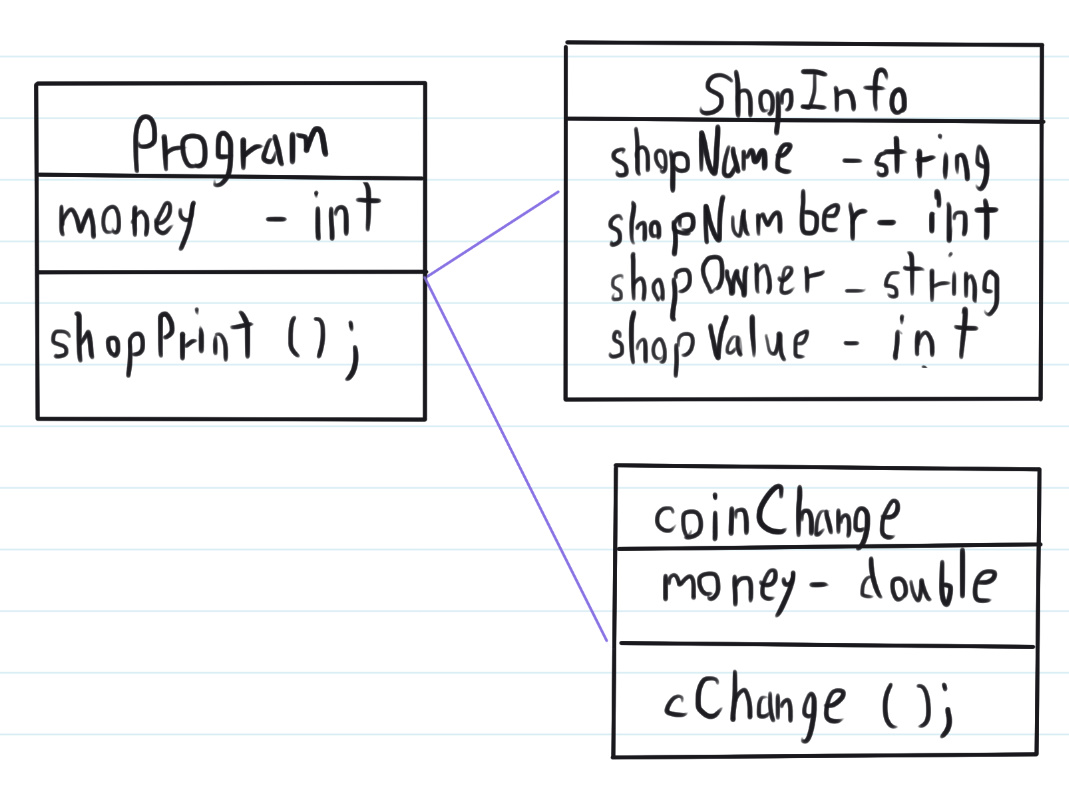 Program
money - int
shopPrint ();
ShopInfo
shopName - string
shopNumber - int
shopOwner - string
shopValue - int
coinChange
money - double
cChange ();